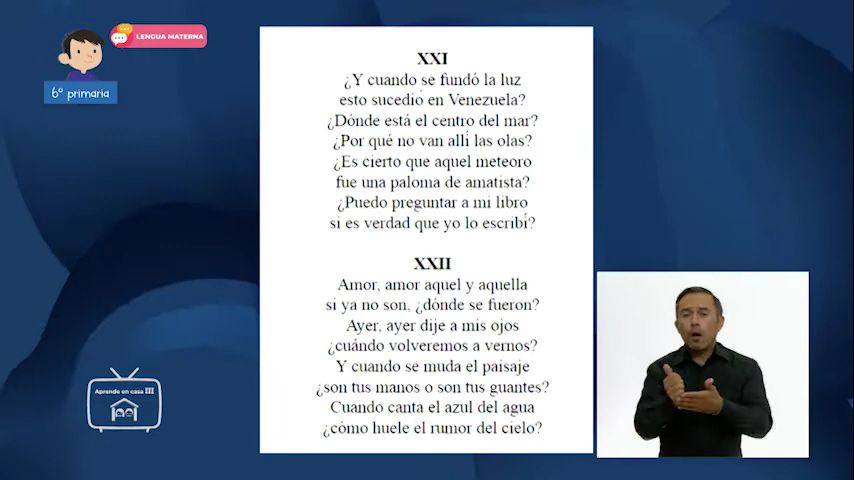 LENGUA MATERNA
6º primaria
XXI
¿Y cuando se fundó la luz
esto sucedió en Venezuela?
¿Dónde está el centro del mar?
¿Por qué no van allí las olas?
¿Es cierto que aquel meteoro
fue una paloma de amatista?
¿Puedo preguntar a mi libro
si es verdad que yo lo escribí?
XXII
Amor, amor aquel y aquella
si ya no son, ¿dónde se fueron?
Ayer, ayer dije a mis ojos
¿cuándo volveremos a vernos?
Y cuando se muda el paisaje
¿son tus manos o son tus guantes?
Cuando canta el azul del agua
¿cómo huele el rumor del cielo?
Aprende en casa III